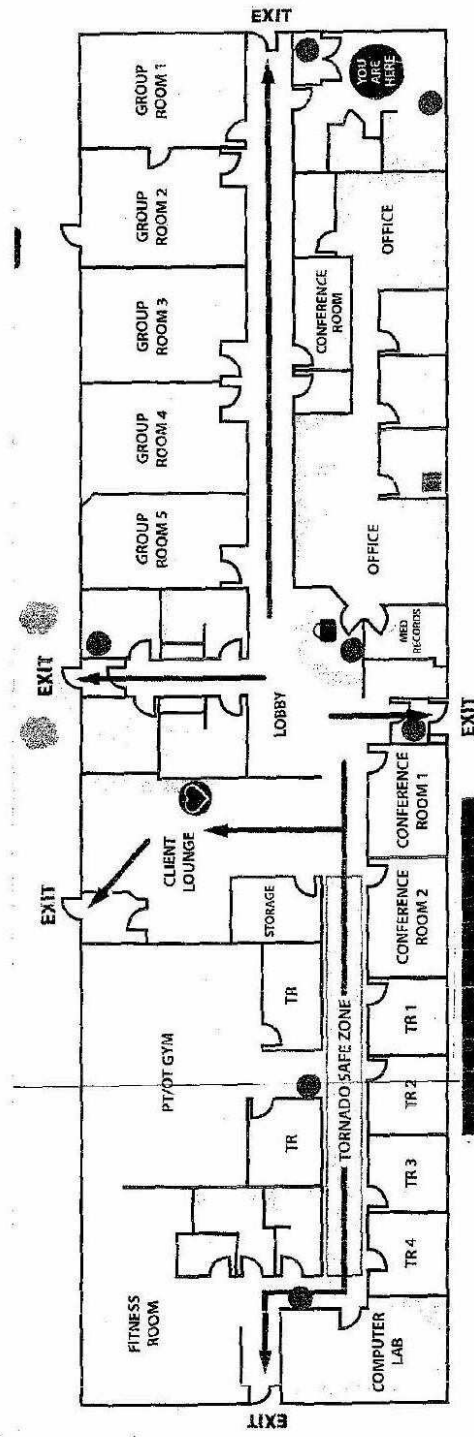 EXIT
GROUP
ROOM 1
YOU
ARE
HERE
GROUP
ROOM 2
OFFICE
GROUP
ROOM 3
CONFERENCE
ROOM
GROUP
ROOM 4
GROUP
ROOM 5
OFFICE
EXIT
MED
RECORDS
LOBBY
EXIT
CLIENT
LOUNGE
CONFERENCE
ROOM 1
EXIT
STORAGE
CONFERENCE
ROOM 2
TR
TR 1
PT/OT GYM
TORNADO SAFE ZONE
TR 2
TR
TR 3
TR 4
FITNESS
ROOM
COMPUTER
LAB
EXIT